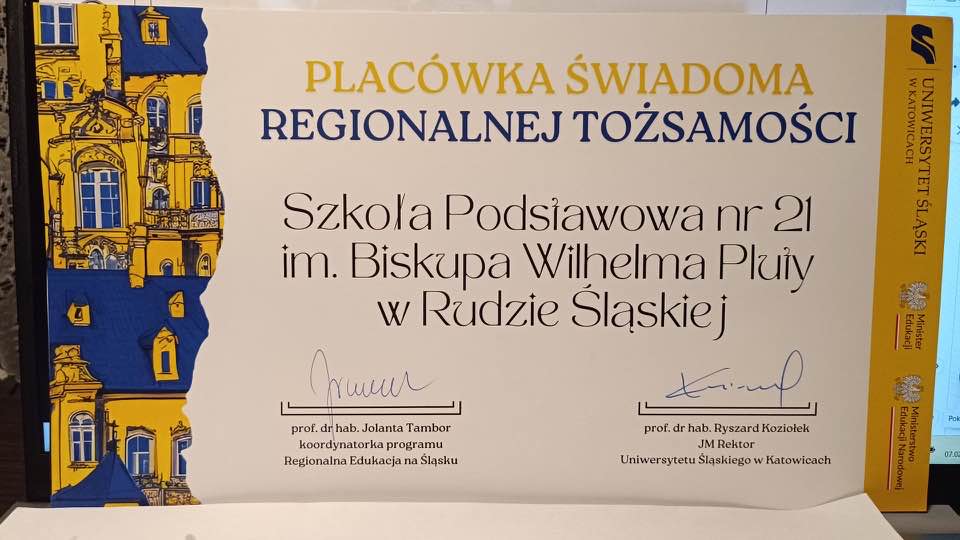 PLACÓWKA ŚWIADOMA
REGIONALNEJ TOŻSAMOŚCI
Szkoła Podstawowa nr 21
im. Biskupa Wilhelma Pluty
w Rudzie Śląskiej
prof. dr hab. Jolanta Tambor
koordynatorka programu
Regionalna Edukacja na Śląsku
prof. dr hab. Ryszard Koziołek
JM Rektor
Uniwersytetu Śląskiego w Katowicach
UNIWERSYTET ŚLĄSKI
W KATOWICACH
Minister
Edukacji
Ministerstwo
Edukacji Narodowej